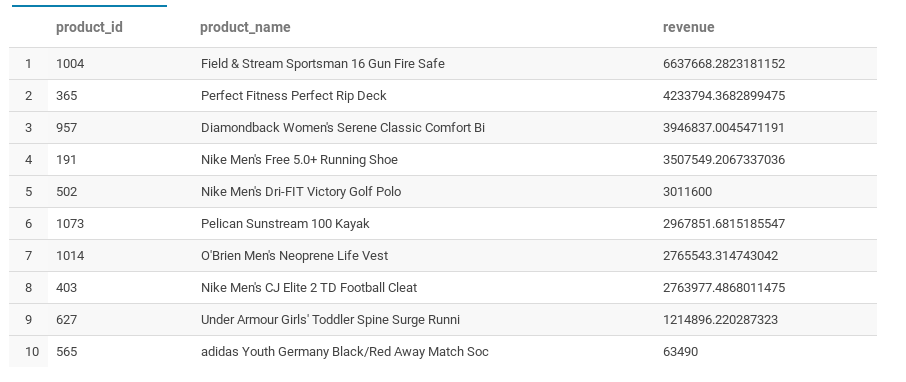 product_id product_name revenue
1 1004 Field & Stream Sportsman 16 Gun Fire Safe 6637668.2823181152
2 365 Perfect Fitness Perfect Rip Deck 4233794.3682899475
3 957 Diamondback Women's Serene Classic Comfort Bi 3946837.0045471191
4 191 Nike Men's Free 5.0+ Running Shoe 3507549.2067337036
5 502 Nike Men's Dri-FIT Victory Golf Polo 3011600
6 1073 Pelican Sunstream 100 Kayak 2967851.6815185547
7 1014 O'Brien Men's Neoprene Life Vest 2765543.314743042
8 403 Nike Men's CJ Elite 2 TD Football Cleat 2763977.4868011475
9 627 Under Armour Girls' Toddler Spine Surge Runni 1214896.220287323
10 565 adidas Youth Germany Black/Red Away Match Soc 63490